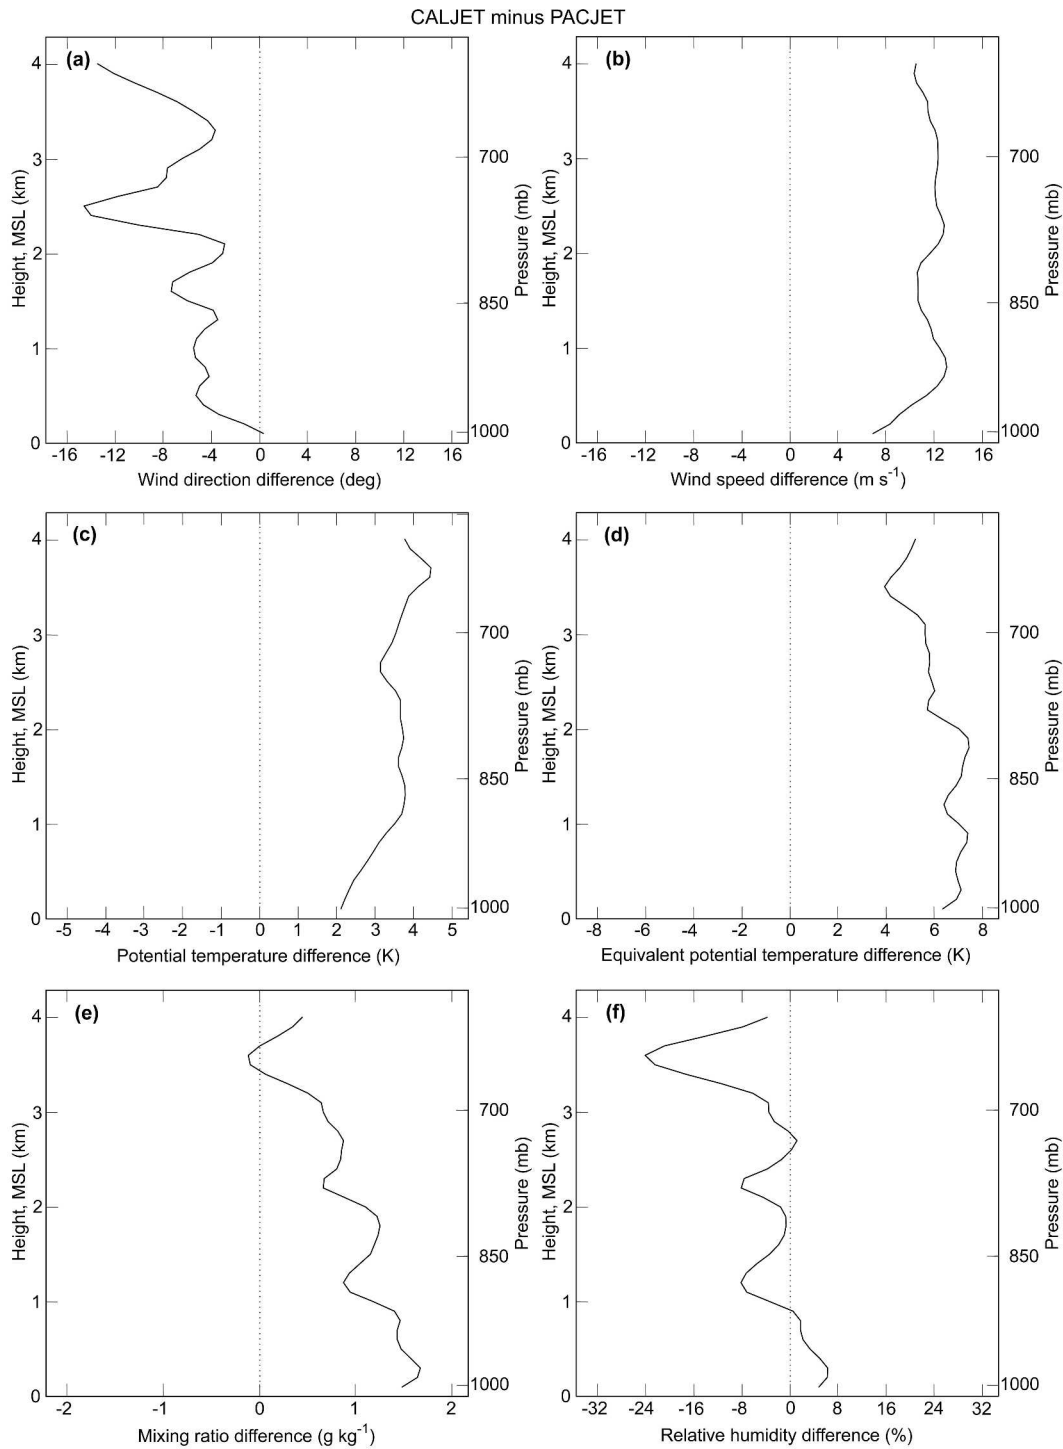 CALJET minus PACJET
(a)
4
3
2
1
0
Height, MSL (km)
700
850
1000
Pressure (mb)
-16 -12 -8 -4 0 4 8 12 16
Wind direction difference (deg)
(b)
4
3
2
1
0
Height, MSL (km)
700
850
1000
Pressure (mb)
-16 -12 -8 -4 0 4 8 12 16
Wind speed difference (m s⁻¹)
(c)
4
3
2
1
0
Height, MSL (km)
700
850
1000
Pressure (mb)
-5 -4 -3 -2 -1 0 1 2 3 4 5
Potential temperature difference (K)
(d)
4
3
2
1
0
Height, MSL (km)
700
850
1000
Pressure (mb)
-8 -6 -4 -2 0 2 4 6 8
Equivalent potential temperature difference (K)
(e)
4
3
2
1
0
Height, MSL (km)
700
850
1000
Pressure (mb)
-2 -1 0 1 2
Mixing ratio difference (g kg⁻¹)
(f)
4
3
2
1
0
Height, MSL (km)
700
850
1000
Pressure (mb)
-32 -24 -16 -8 0 8 16 24 32
Relative humidity difference (%)